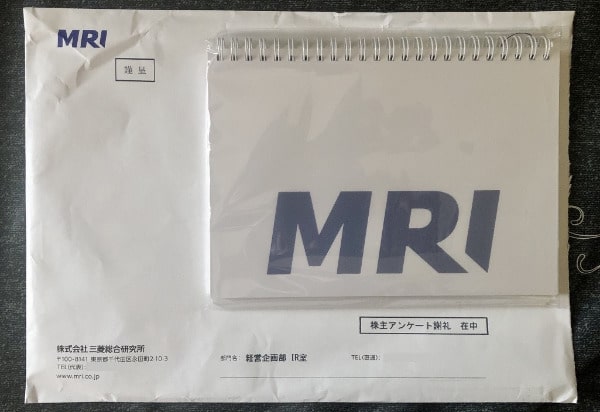 MRI
謹 呈
MRI
株主アンケート謝礼 在中
株式会社 三菱総合研究所
〒100-8141 東京都千代田区永田町2-10-3
TEL(代表)
www.mri.co.jp
部門名: 経営企画部 IR室
TEL(直通):